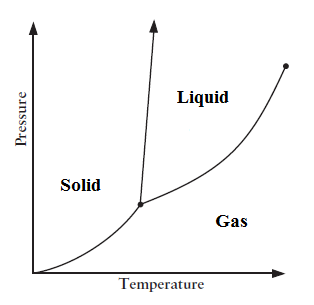 Pressure
Liquid
Solid
Gas
Temperature